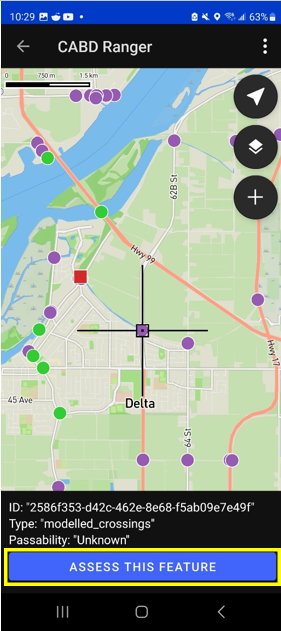 10:29 63%
CABD Ranger
0 750 m 1.5 km
62B St
Hwy 99
Hwy 17
Delta
45 Ave
64 St
ID: "2586f353-d42c-462e-8e68-f5ab09e7e49f"
Type: "modelled_crossings"
Passability: "Unknown"
ASSESS THIS FEATURE